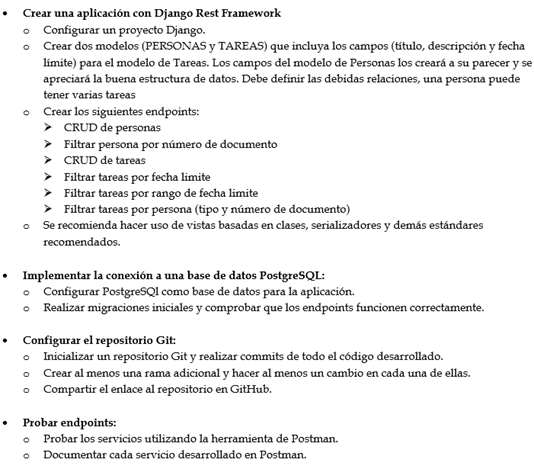 • Crear una aplicación con Django Rest Framework
o Configurar un proyecto Django.
o Crear dos modelos (PERSONAS y TAREAS) que incluya los campos (título, descripción y fecha
límite) para el modelo de Tareas. Los campos del modelo de Personas los creará a su parecer y se
apreciará la buena estructura de datos. Debe definir las debidas relaciones, una persona puede
tener varias tareas
o Crear los siguientes endpoints:
➤ CRUD de personas
➤ Filtrar persona por número de documento
➤ CRUD de tareas
➤ Filtrar tareas por fecha limite
➤ Filtrar tareas por rango de fecha limite
➤ Filtrar tareas por persona (tipo y número de documento)
o Se recomienda hacer uso de vistas basadas en clases, serializadores y demás estándares
recomendados.
• Implementar la conexión a una base de datos PostgreSQL:
o Configurar PostgreSQl como base de datos para la aplicación.
o Realizar migraciones iniciales y comprobar que los endpoints funcionen correctamente.
• Configurar el repositorio Git:
o Inicializar un repositorio Git y realizar commits de todo el código desarrollado.
o Crear al menos una rama adicional y hacer al menos un cambio en cada una de ellas.
o Compartir el enlace al repositorio en GitHub.
• Probar endpoints:
o Probar los servicios utilizando la herramienta de Postman.
o Documentar cada servicio desarrollado en Postman.